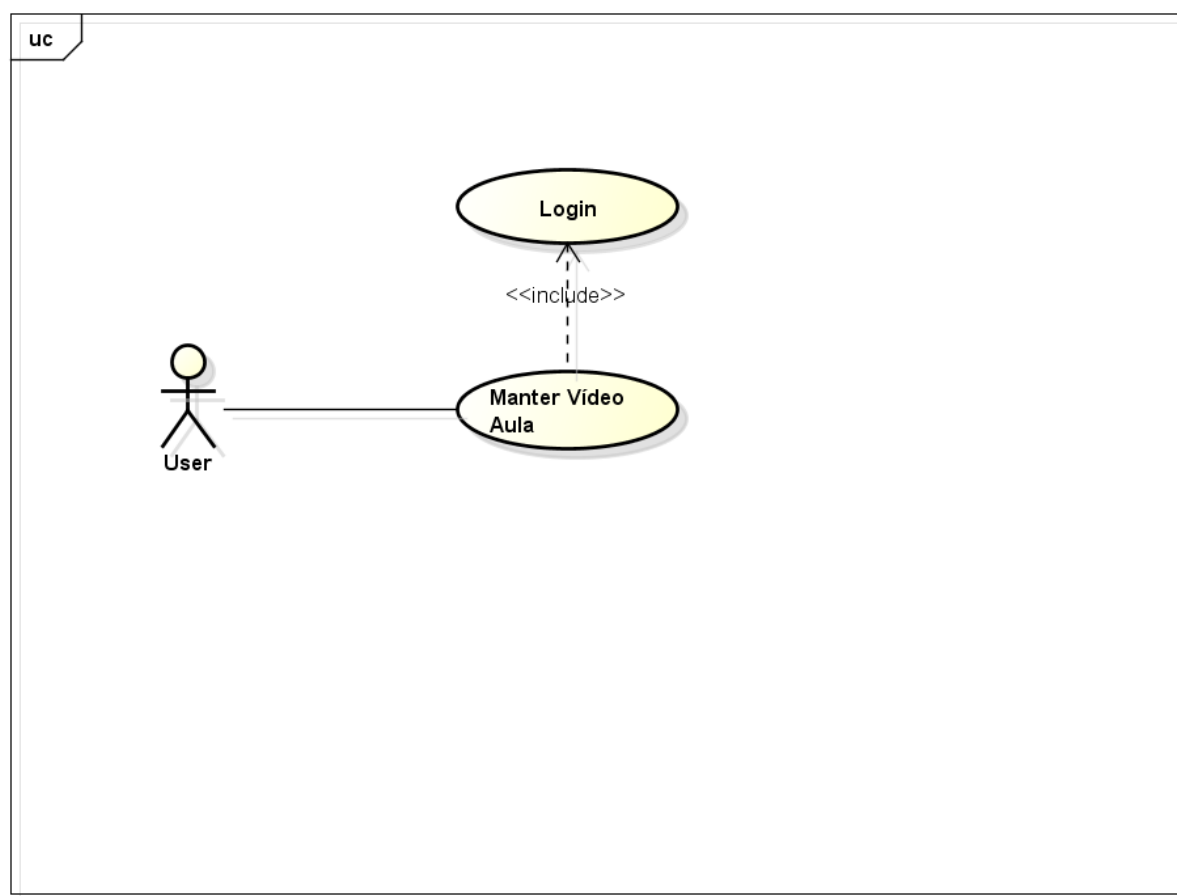 uc
Login
<<include>>
Manter Vídeo
Aula
User